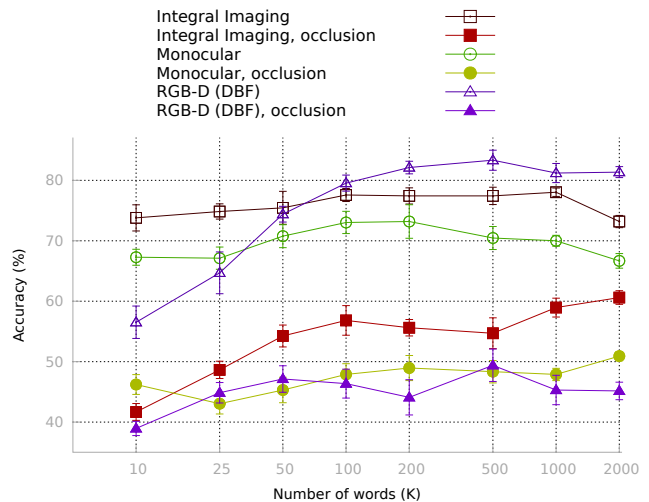 Integral Imaging
Integral Imaging, occlusion
Monocular
Monocular, occlusion
RGB-D (DBF)
RGB-D (DBF), occlusion
Accuracy (%)
80
70
60
50
40
10 25 50 100 200 500 1000 2000
Number of words (K)